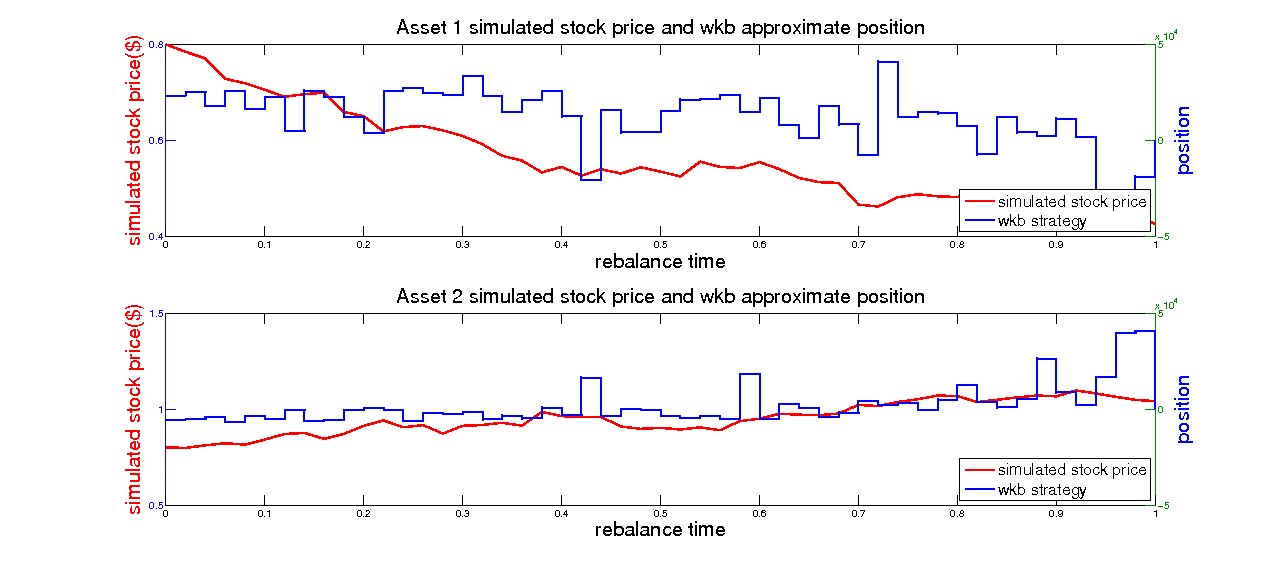 Asset 1 simulated stock price and wkb approximate position
x 10^4
simulated stock price($)
0.8
0.6
0.4
5
0
−5
position
simulated stock price
wkb strategy
0 0.1 0.2 0.3 0.4 0.5 0.6 0.7 0.8 0.9 1
rebalance time
Asset 2 simulated stock price and wkb approximate position
x 10^4
simulated stock price($)
1.5
1
0.5
5
0
−5
position
simulated stock price
wkb strategy
0 0.1 0.2 0.3 0.4 0.5 0.6 0.7 0.8 0.9 1
rebalance time